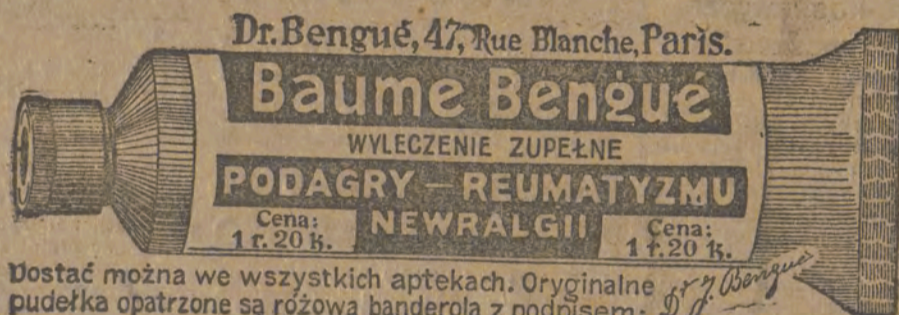 Dr. Bengué, 47, Rue Blanche, Paris.
Baume Bengué
WYLECZENIE ZUPEŁNE
PODAGRY – REUMATYZMU
NEWRALGII
Cena:
1 r. 20 k.
Cena:
1 r. 20 k.
Dostać można we wszystkich aptekach. Oryginalne
pudełka opatrzone są różową banderolą z podpisem:
Dr J. Bengué